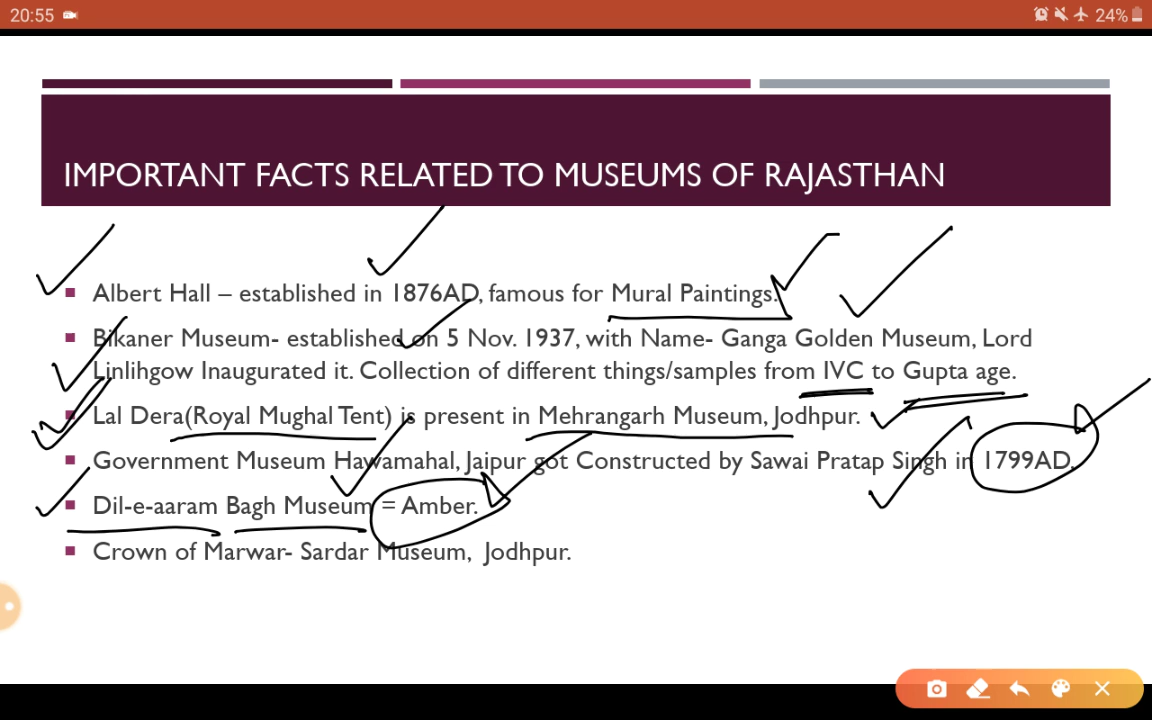 20:55
24%
IMPORTANT FACTS RELATED TO MUSEUMS OF RAJASTHAN
Albert Hall – established in 1876AD, famous for Mural Paintings.
Bikaner Museum- established on 5 Nov. 1937, with Name- Ganga Golden Museum, Lord
Linlihgow Inaugurated it. Collection of different things/samples from IVC to Gupta age.
Lal Dera(Royal Mughal Tent) is present in Mehrangarh Museum, Jodhpur.
Government Museum Hawamahal, Jaipur got Constructed by Sawai Pratap Singh in 1799AD.
Dil-e-aaram Bagh Museum = Amber.
Crown of Marwar- Sardar Museum, Jodhpur.